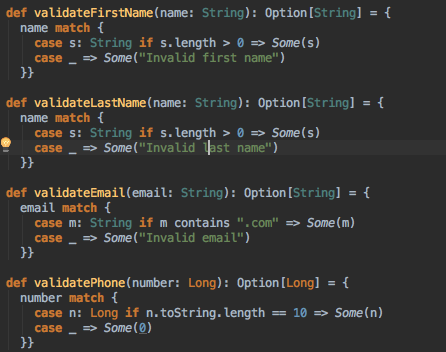 def validateFirstName(name: String): Option[String] = {
  name match {
    case s: String if s.length > 0 => Some(s)
    case _ => Some("Invalid first name")
  }}
def validateLastName(name: String): Option[String] = {
  name match {
    case s: String if s.length > 0 => Some(s)
    case _ => Some("Invalid last name")
  }}
def validateEmail(email: String): Option[String] = {
  email match {
    case m: String if m contains ".com" => Some(m)
    case _ => Some("Invalid email")
  }}
def validatePhone(number: Long): Option[Long] = {
  number match {
    case n: Long if n.toString.length == 10 => Some(n)
    case _ => Some(0)
  }}